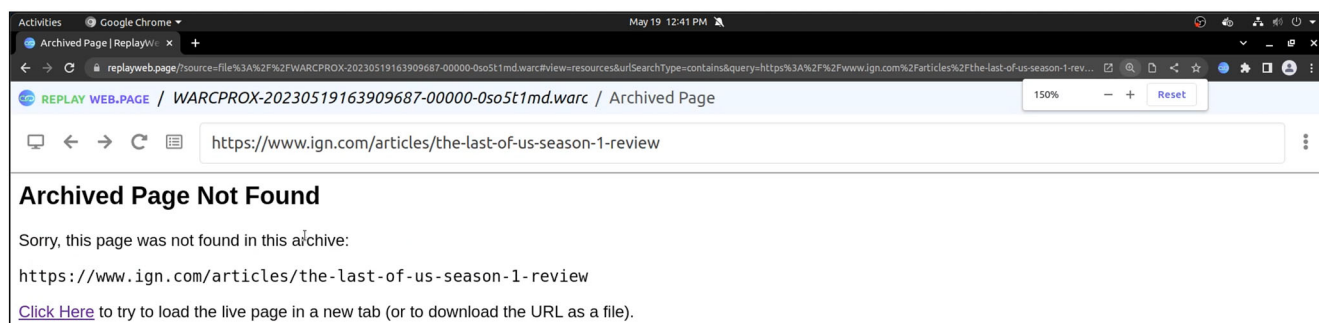 Activities Google Chrome May 19 12:41 PM
Archived Page | ReplayWe
replayweb.page/?source=file%3A%2F%2FWARCPROX-20230519163909687-00000-0so5t1md.warc#view=resources&urlSearchType=contains&query=https%3A%2F%2Fwww.ign.com%2Farticles%2Fthe-last-of-us-season-1-rev...
REPLAY WEB.PAGE / WARCPROX-20230519163909687-00000-0so5t1md.warc / Archived Page
150% − + Reset
https://www.ign.com/articles/the-last-of-us-season-1-review
Archived Page Not Found
Sorry, this page was not found in this archive:
https://www.ign.com/articles/the-last-of-us-season-1-review
Click Here to try to load the live page in a new tab (or to download the URL as a file).